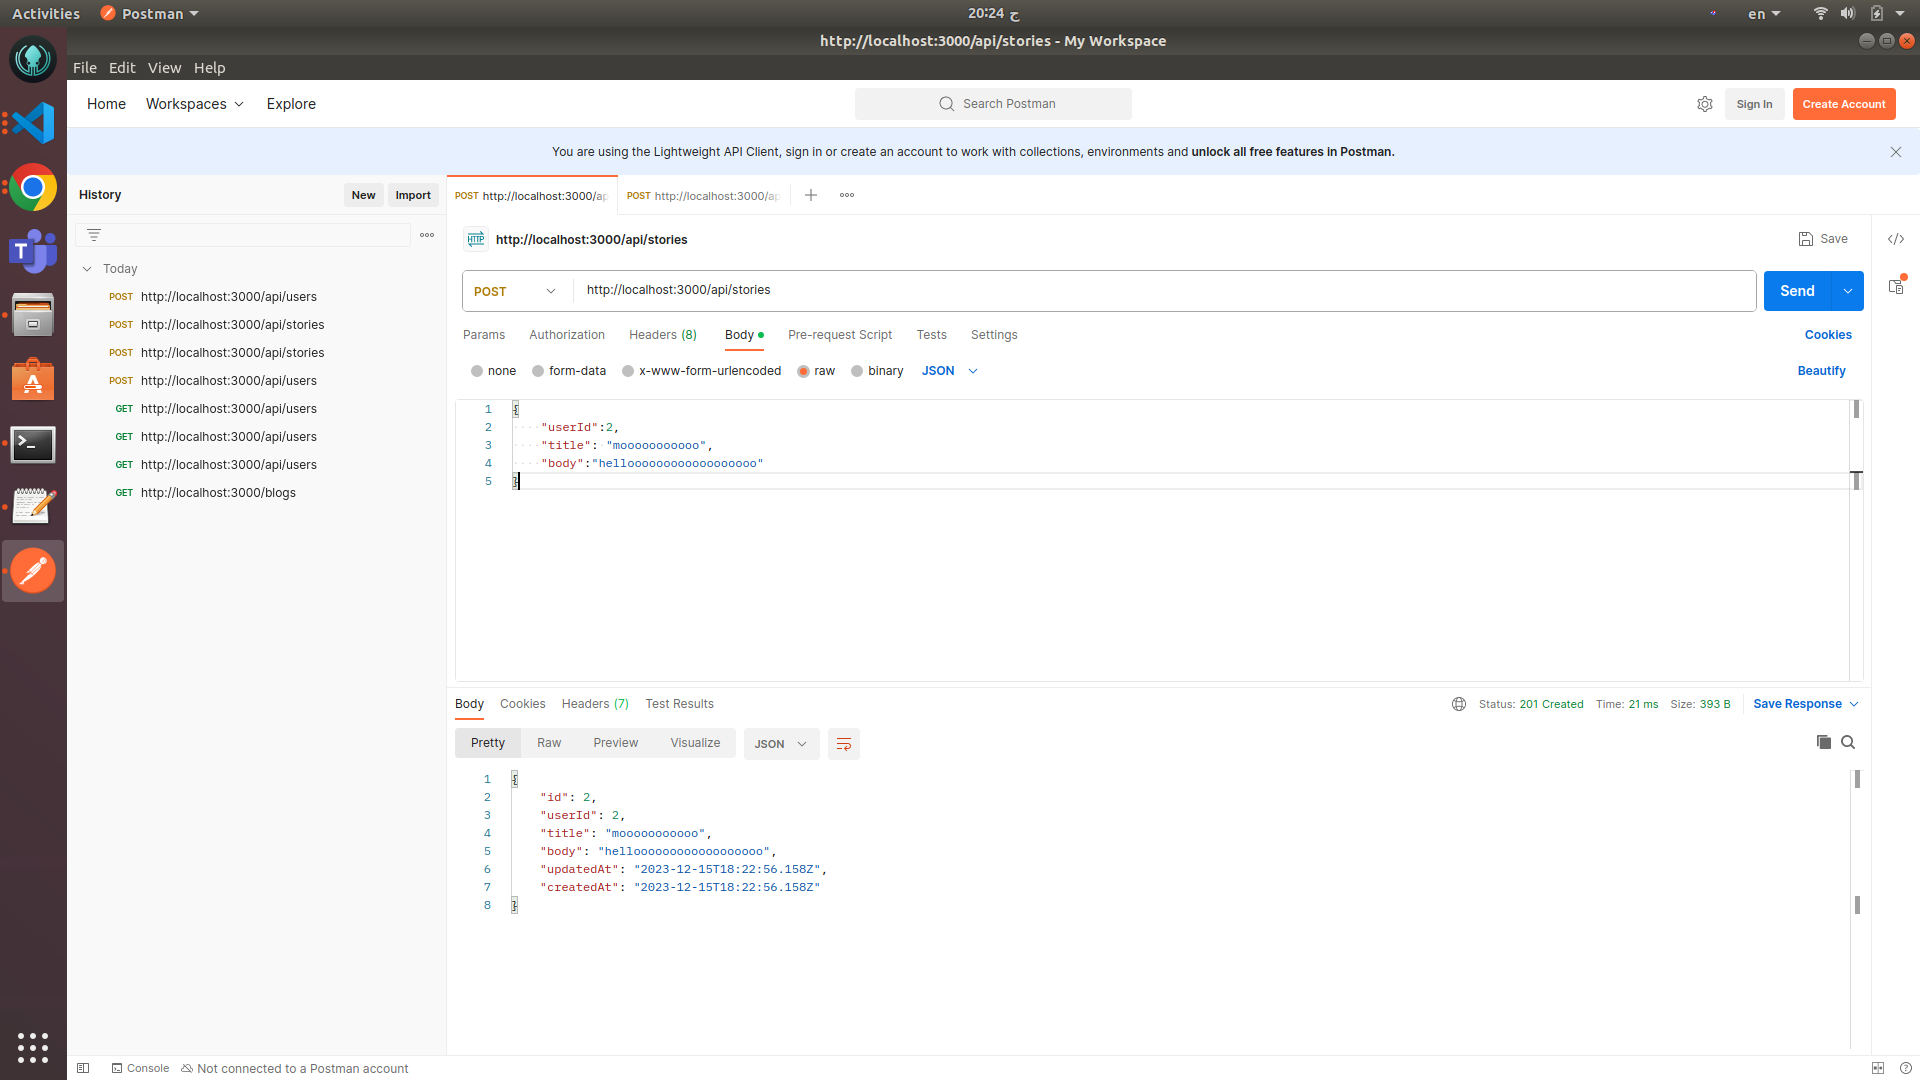 Activities
Postman
20:24 ج
en
http://localhost:3000/api/stories - My Workspace
File Edit View Help
Home Workspaces Explore
Search Postman
Sign In
Create Account
You are using the Lightweight API Client, sign in or create an account to work with collections, environments and unlock all free features in Postman.
History
New
Import
POST http://localhost:3000/ap
POST http://localhost:3000/ap
Today
POST http://localhost:3000/api/users
POST http://localhost:3000/api/stories
POST http://localhost:3000/api/stories
POST http://localhost:3000/api/users
GET http://localhost:3000/api/users
GET http://localhost:3000/api/users
GET http://localhost:3000/api/users
GET http://localhost:3000/blogs
HTTP http://localhost:3000/api/stories
Save
POST http://localhost:3000/api/stories
Send
Params Authorization Headers (8) Body Pre-request Script Tests Settings
Cookies
none form-data x-www-form-urlencoded raw binary JSON
Beautify
1 {
2 "userId":2,
3 "title": "mooooooooooo",
4 "body":"helloooooooooooooooooo"
5 }
Body Cookies Headers (7) Test Results
Status: 201 Created Time: 21 ms Size: 393 B
Save Response
Pretty Raw Preview Visualize JSON
1 {
2 "id": 2,
3 "userId": 2,
4 "title": "mooooooooooo",
5 "body": "helloooooooooooooooooo",
6 "updatedAt": "2023-12-15T18:22:56.158Z",
7 "createdAt": "2023-12-15T18:22:56.158Z"
8 }
Console
Not connected to a Postman account